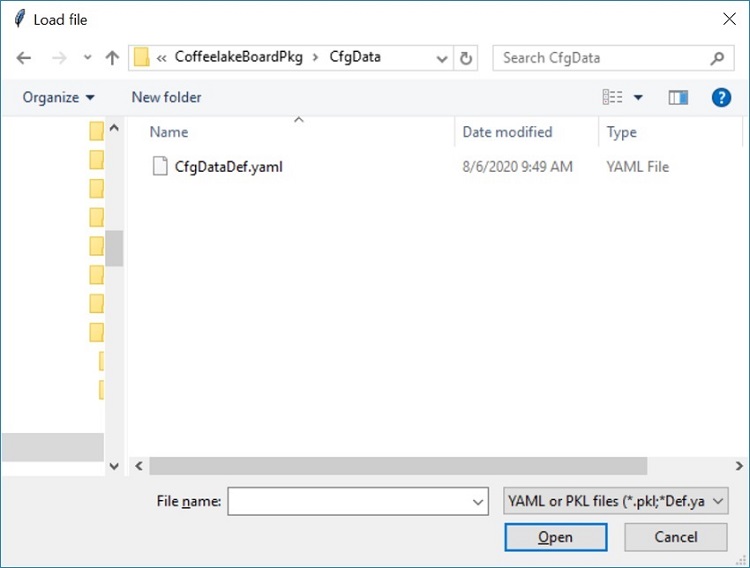 Load file
« CoffeelakeBoardPkg > CfgData
Search CfgData
Organize
New folder
?
Name
Date modified
Type
CfgDataDef.yaml
8/6/2020 9:49 AM
YAML File
File name:
YAML or PKL files (*.pkl;*Def.ya
Open
Cancel